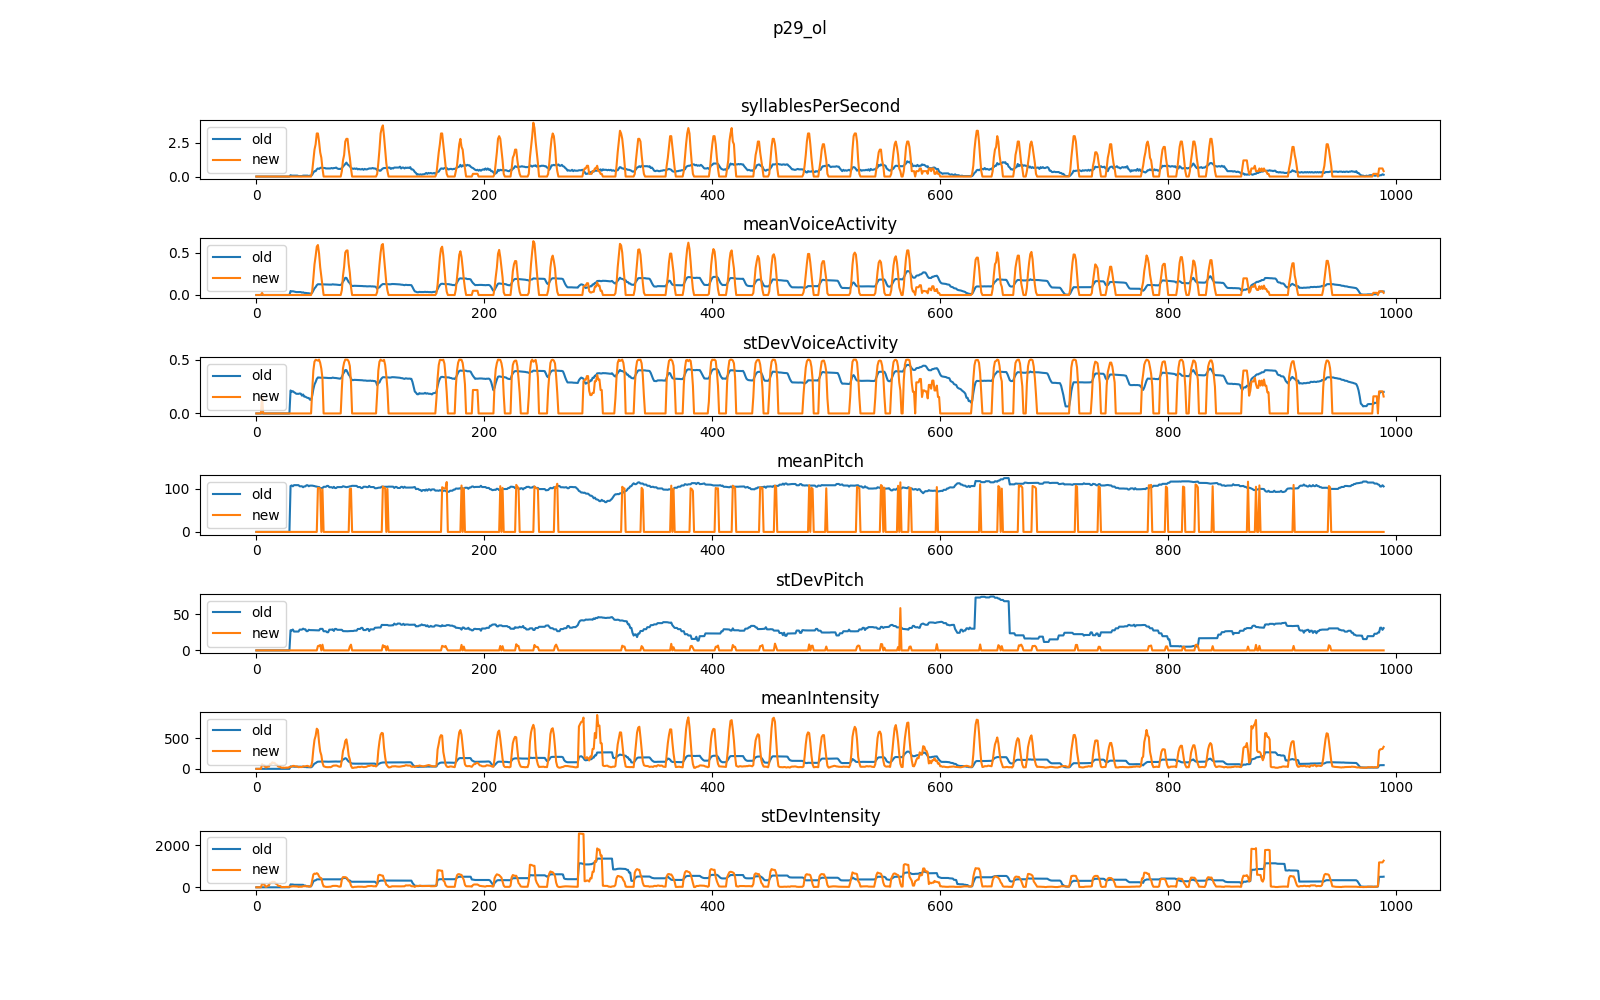 p29_ol
syllablesPerSecond
2.5
0.0
old
new
0 200 400 600 800 1000
meanVoiceActivity
0.5
0.0
old
new
0 200 400 600 800 1000
stDevVoiceActivity
0.5
0.0
old
new
0 200 400 600 800 1000
meanPitch
100
0
old
new
0 200 400 600 800 1000
stDevPitch
50
0
old
new
0 200 400 600 800 1000
meanIntensity
500
0
old
new
0 200 400 600 800 1000
stDevIntensity
2000
0
old
new
0 200 400 600 800 1000